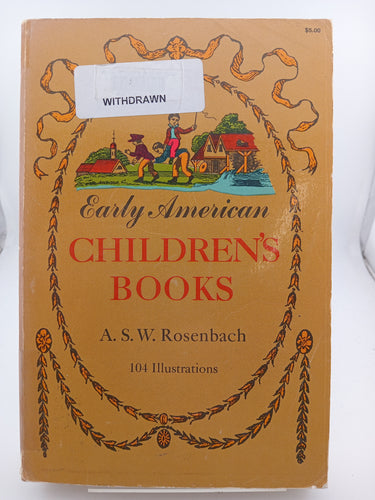 $5.00
WITHDRAWN
Early American
CHILDREN'S
BOOKS
A. S. W. Rosenbach
104 Illustrations